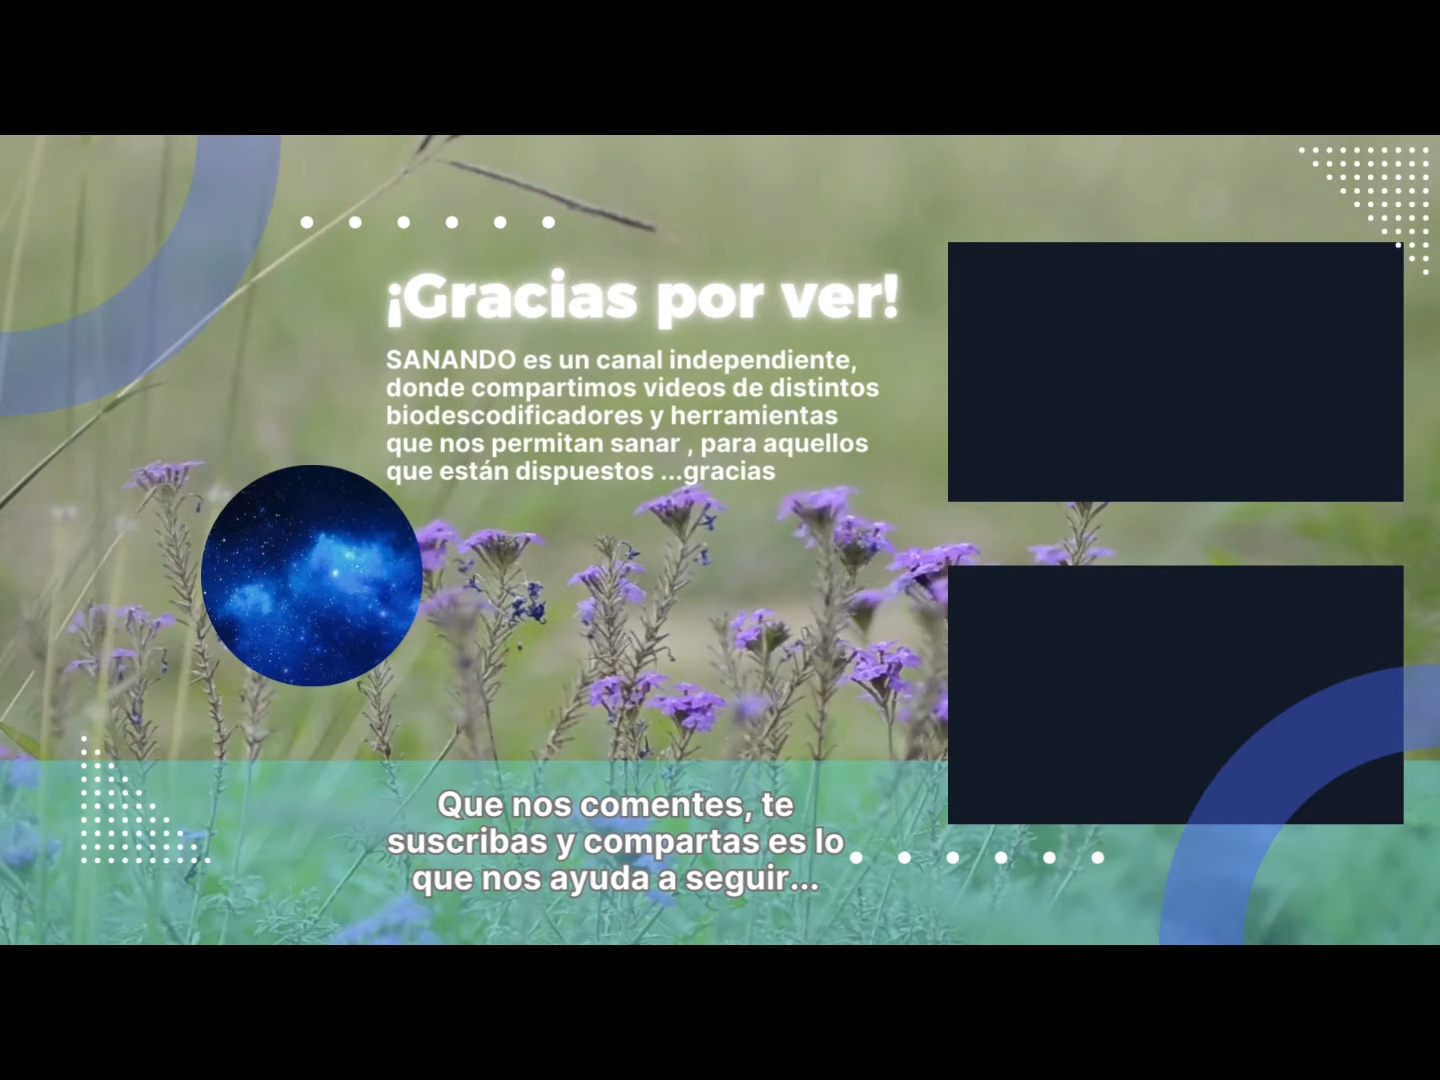 ¡Gracias por ver!
SANANDO es un canal independiente,
donde compartimos videos de distintos
biodescodificadores y herramientas
que nos permitan sanar , para aquellos
que están dispuestos ...gracias
Que nos comentes, te
suscribas y compartas es lo
que nos ayuda a seguir...